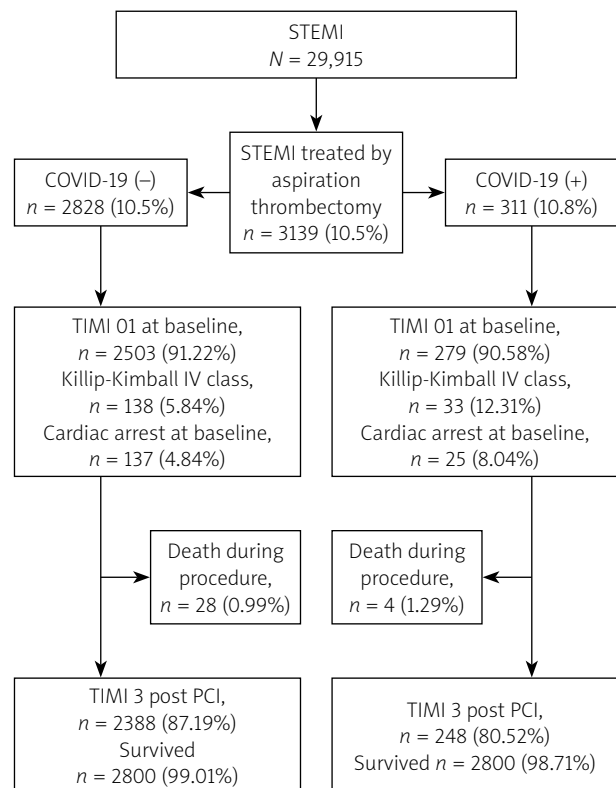 STEMI
N = 29,915
STEMI treated by
aspiration
thrombectomy
n = 3139 (10.5%)
COVID-19 (–)
n = 2828 (10.5%)
COVID-19 (+)
n = 311 (10.8%)
TIMI 01 at baseline,
n = 2503 (91.22%)
Killip-Kimball IV class,
n = 138 (5.84%)
Cardiac arrest at baseline,
n = 137 (4.84%)
TIMI 01 at baseline,
n = 279 (90.58%)
Killip-Kimball IV class,
n = 33 (12.31%)
Cardiac arrest at baseline,
n = 25 (8.04%)
Death during
procedure,
n = 28 (0.99%)
Death during
procedure,
n = 4 (1.29%)
TIMI 3 post PCI,
n = 2388 (87.19%)
Survived
n = 2800 (99.01%)
TIMI 3 post PCI,
n = 248 (80.52%)
Survived n = 2800 (98.71%)